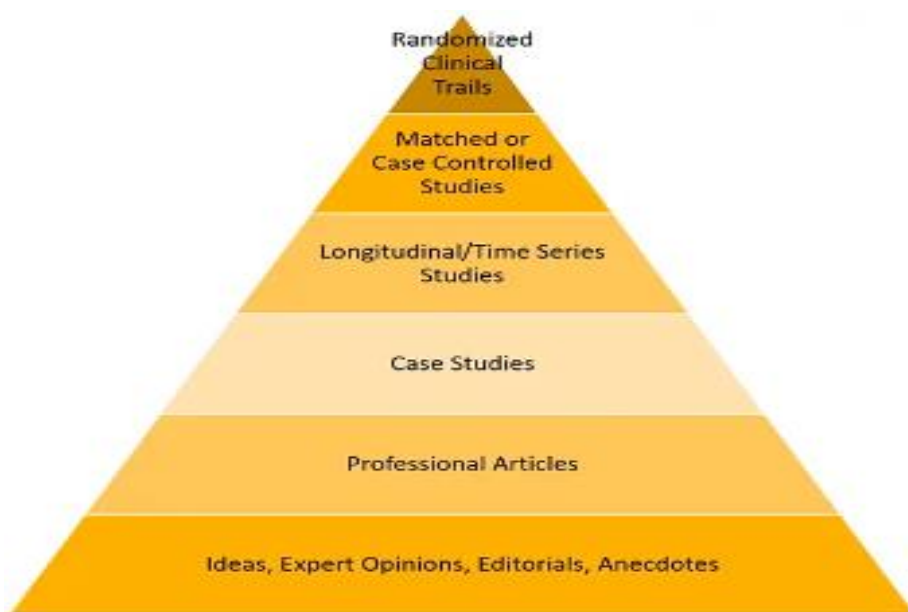 Randomized
Clinical
Trails
Matched or
Case Controlled
Studies
Longitudinal/Time Series
Studies
Case Studies
Professional Articles
Ideas, Expert Opinions, Editorials, Anecdotes